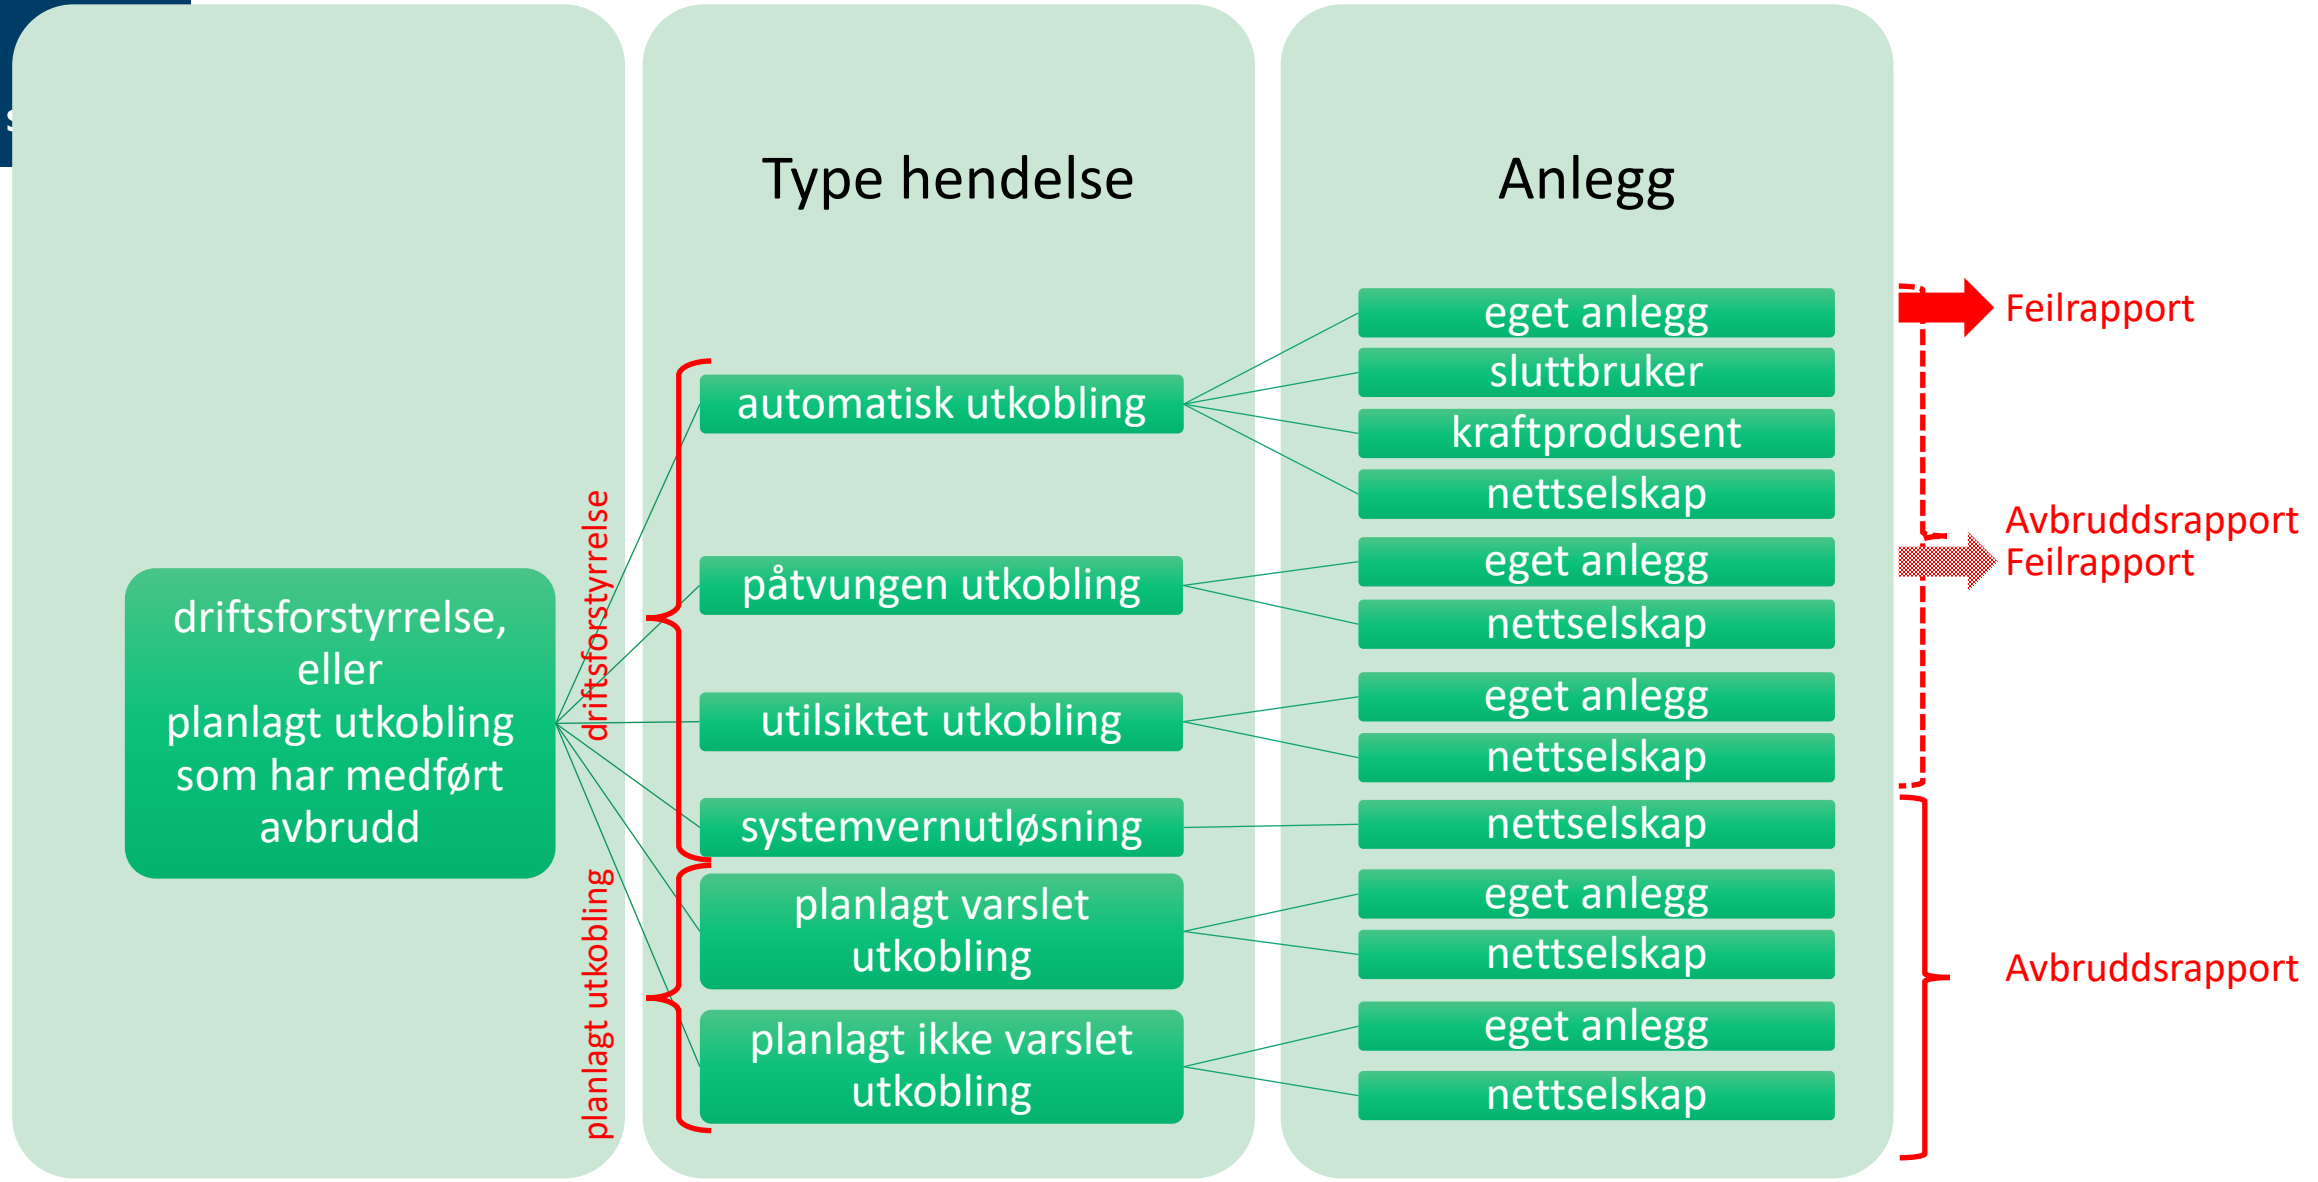 Type hendelse
Anlegg
driftsforstyrrelse,
eller
planlagt utkobling
som har medført
avbrudd
driftsforstyrrelse
planlagt utkobling
automatisk utkobling
påtvungen utkobling
utilsiktet utkobling
systemvernutløsning
planlagt varslet
utkobling
planlagt ikke varslet
utkobling
eget anlegg
sluttbruker
kraftprodusent
nettselskap
eget anlegg
nettselskap
eget anlegg
nettselskap
nettselskap
eget anlegg
nettselskap
eget anlegg
nettselskap
Feilrapport
Avbruddsrapport
Feilrapport
Avbruddsrapport